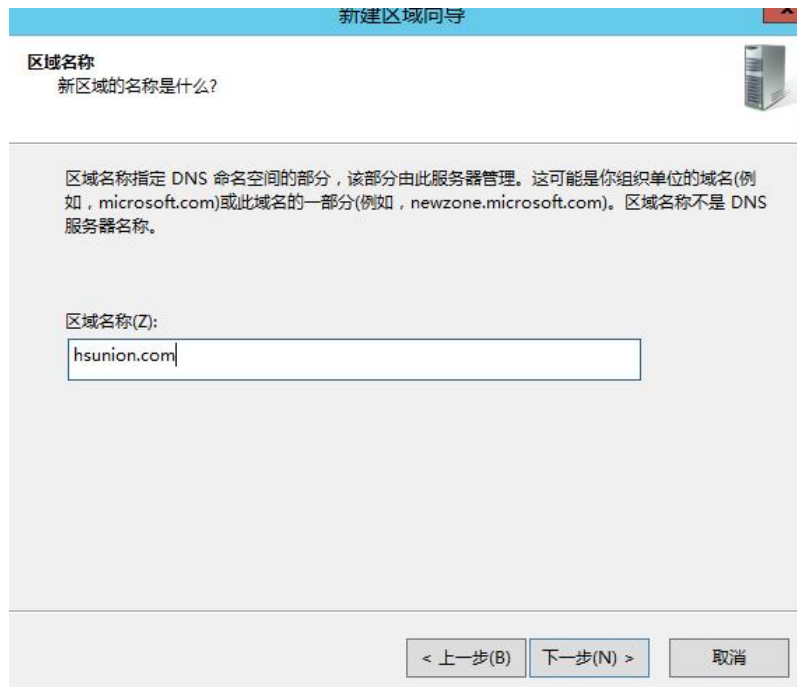 新建区域向导
区域名称
新区域的名称是什么?
区域名称指定 DNS 命名空间的部分，该部分由此服务器管理。这可能是你组织单位的域名(例
如，microsoft.com)或此域名的一部分(例如，newzone.microsoft.com)。区域名称不是 DNS
服务器名称。
区域名称(Z):
hsunion.com
< 上一步(B)
下一步(N) >
取消